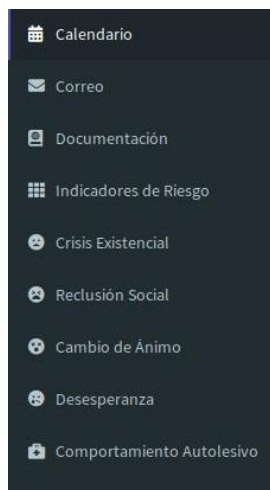 Calendario
Correo
Documentación
Indicadores de Riesgo
Crisis Existencial
Reclusión Social
Cambio de Ánimo
Desesperanza
Comportamiento Autolesivo